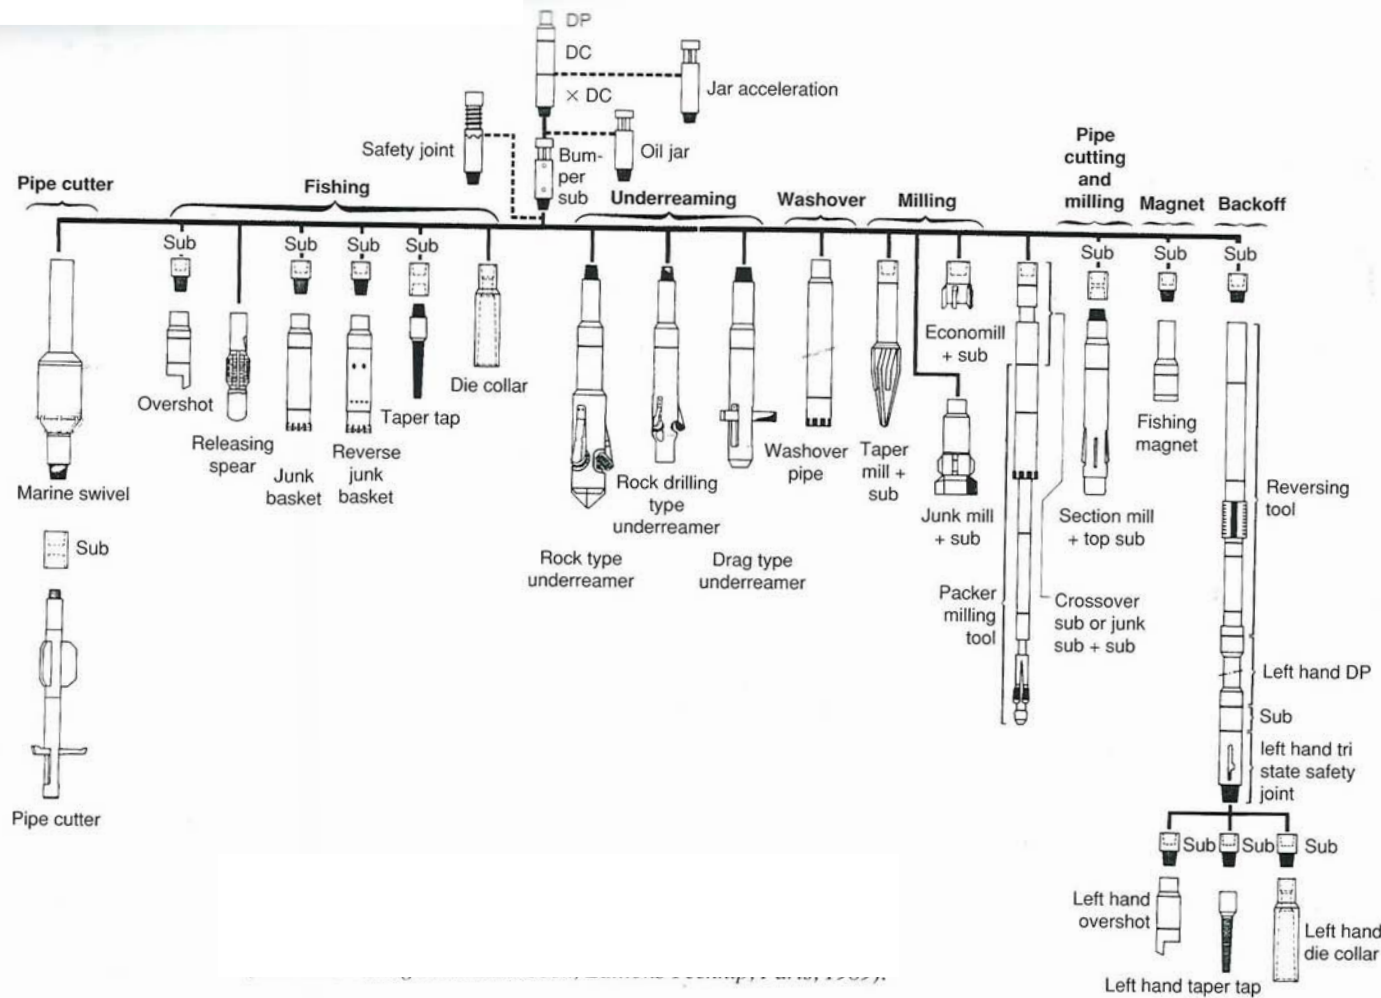 DP
DC
× DC
Jar acceleration
Safety joint
Bum-
per
sub
Oil jar
Pipe cutter
Fishing
Underreaming
Washover
Milling
Pipe
cutting
and
milling
Magnet
Backoff
Sub
Sub
Sub
Sub
Sub
Sub
Sub
Overshot
Releasing
spear
Junk
basket
Reverse
junk
basket
Taper tap
Die collar
Marine swivel
Sub
Pipe cutter
Rock type
underreamer
Rock drilling
type
underreamer
Drag type
underreamer
Washover
pipe
Taper
mill +
sub
Economill
+ sub
Junk mill
+ sub
Packer
milling
tool
Crossover
sub or junk
sub + sub
Section mill
+ top sub
Fishing
magnet
Reversing
tool
Left hand DP
Sub
left hand tri
state safety
joint
Sub
Sub
Sub
Left hand
overshot
Left hand taper tap
Left hand
die collar